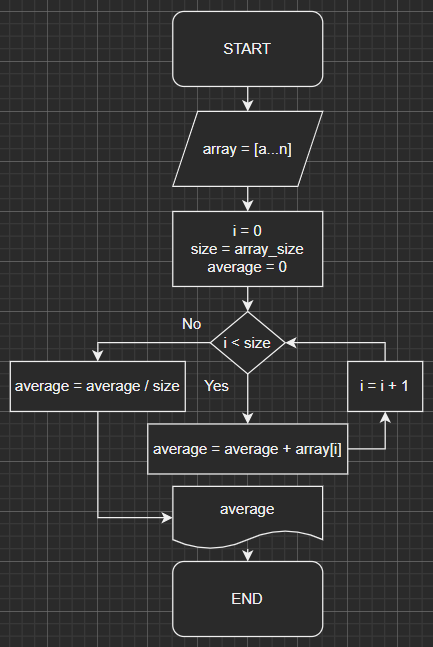 START
array = [a...n]
i = 0
size = array_size
average = 0
i < size
No
Yes
average = average / size
i = i + 1
average = average + array[i]
average
END